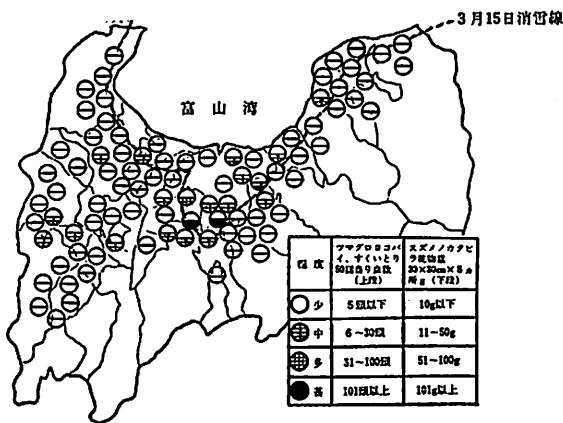 3月15日消雪線
富山湾
程度
ツマグロヨコバイ、すくいとり50回当り虫数(上段)
スズメノカタビラ乾物重30×30cm×5ヵ所g(下段)
少
5頭以下
10g以下
中
6~30頭
11~50g
多
31~100頭
51~100g
甚
101頭以上
101g以上